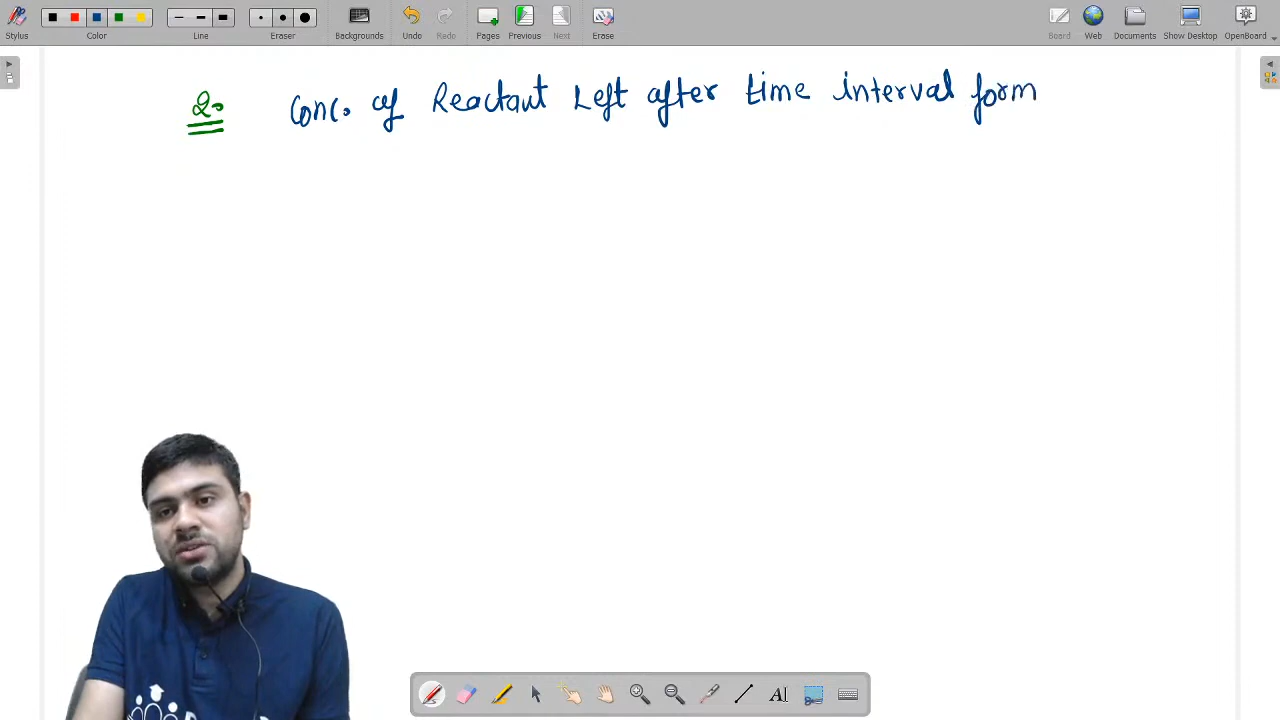 Stylus
Color
Line
Eraser
Backgrounds
Undo
Redo
Pages
Previous
Next
Erase
Board
Web
Documents
Show Desktop
OpenBoard
2. Conc. of Reactant Left after time interval form